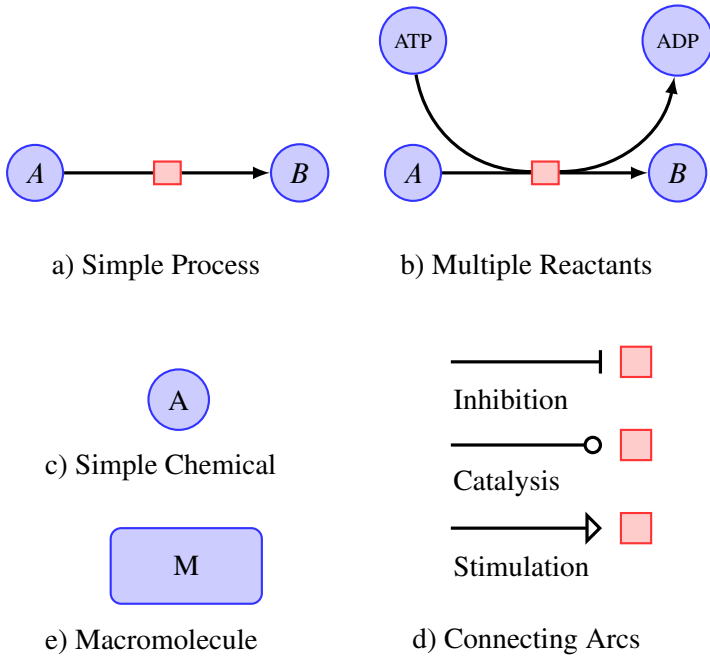 ATP
ADP
A
B
A
B
a) Simple Process
b) Multiple Reactants
A
c) Simple Chemical
M
e) Macromolecule
Inhibition
Catalysis
Stimulation
d) Connecting Arcs